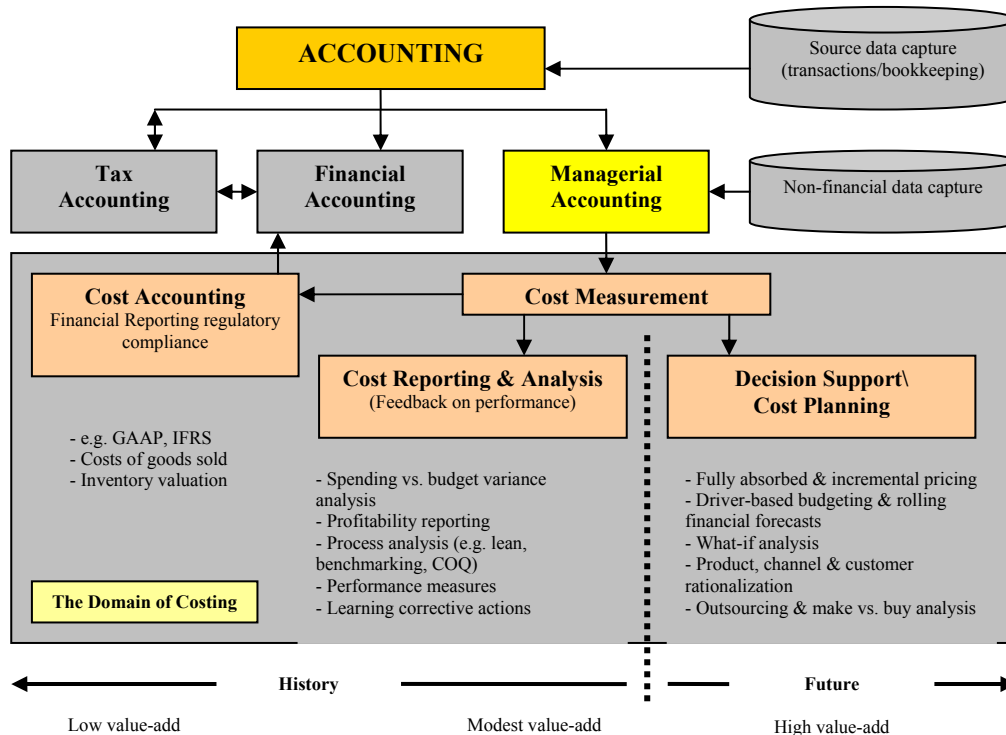 ACCOUNTING
Source data capture
(transactions/bookkeeping)
Tax
Accounting
Financial
Accounting
Managerial
Accounting
Non-financial data capture
Cost Accounting
Financial Reporting regulatory
compliance
Cost Measurement
Cost Reporting & Analysis
(Feedback on performance)
Decision Support\
Cost Planning
- e.g. GAAP, IFRS
- Costs of goods sold
- Inventory valuation
- Spending vs. budget variance
analysis
- Profitability reporting
- Process analysis (e.g. lean,
benchmarking, COQ)
- Performance measures
- Learning corrective actions
- Fully absorbed & incremental pricing
- Driver-based budgeting & rolling
financial forecasts
- What-if analysis
- Product, channel & customer
rationalization
- Outsourcing & make vs. buy analysis
The Domain of Costing
History
Future
Low value-add
Modest value-add
High value-add